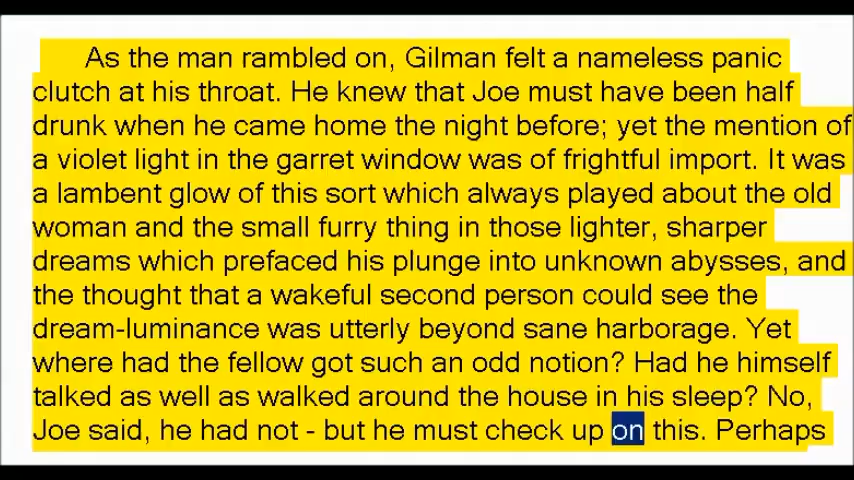 As the man rambled on, Gilman felt a nameless panic
clutch at his throat. He knew that Joe must have been half
drunk when he came home the night before; yet the mention of
a violet light in the garret window was of frightful import. It was
a lambent glow of this sort which always played about the old
woman and the small furry thing in those lighter, sharper
dreams which prefaced his plunge into unknown abysses, and
the thought that a wakeful second person could see the
dream-luminance was utterly beyond sane harborage. Yet
where had the fellow got such an odd notion? Had he himself
talked as well as walked around the house in his sleep? No,
Joe said, he had not - but he must check up on this. Perhaps